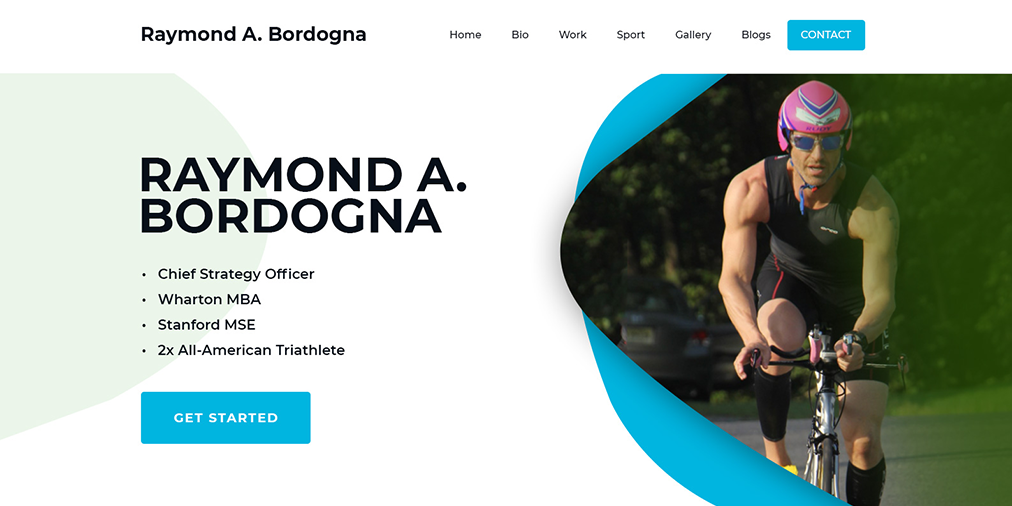 Raymond A. Bordogna
Home Bio Work Sport Gallery Blogs CONTACT
RAYMOND A.
BORDOGNA
• Chief Strategy Officer
• Wharton MBA
• Stanford MSE
• 2x All-American Triathlete
GET STARTED
RUDY